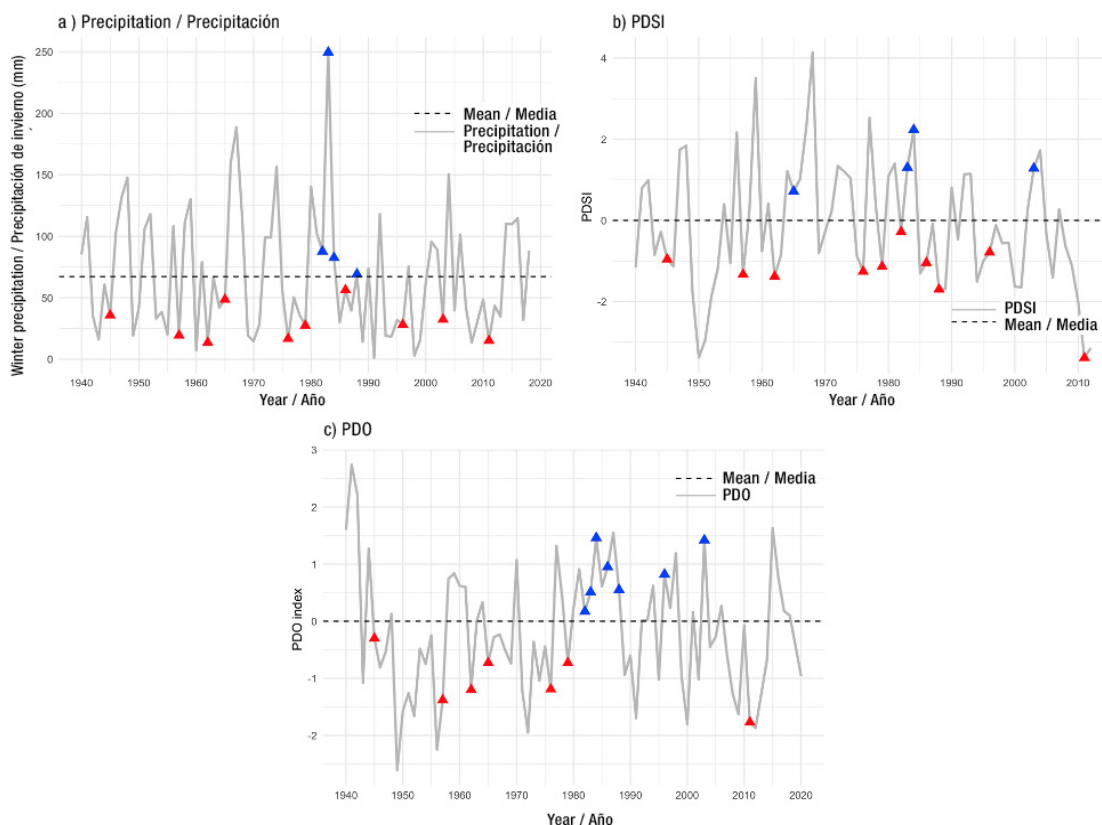 a ) Precipitation / Precipitación
Winter precipitation / Precipitación de invierno (mm)
250
200
150
100
50
0
Mean / Media
Precipitation /
Precipitación
1940 1950 1960 1970 1980 1990 2000 2010 2020
Year / Año
b) PDSI
PDSI
4
2
0
-2
PDSI
Mean / Media
1940 1950 1960 1970 1980 1990 2000 2010
Year / Año
c) PDO
PDO index
3
2
1
0
-1
-2
Mean / Media
PDO
1940 1950 1960 1970 1980 1990 2000 2010 2020
Year / Año